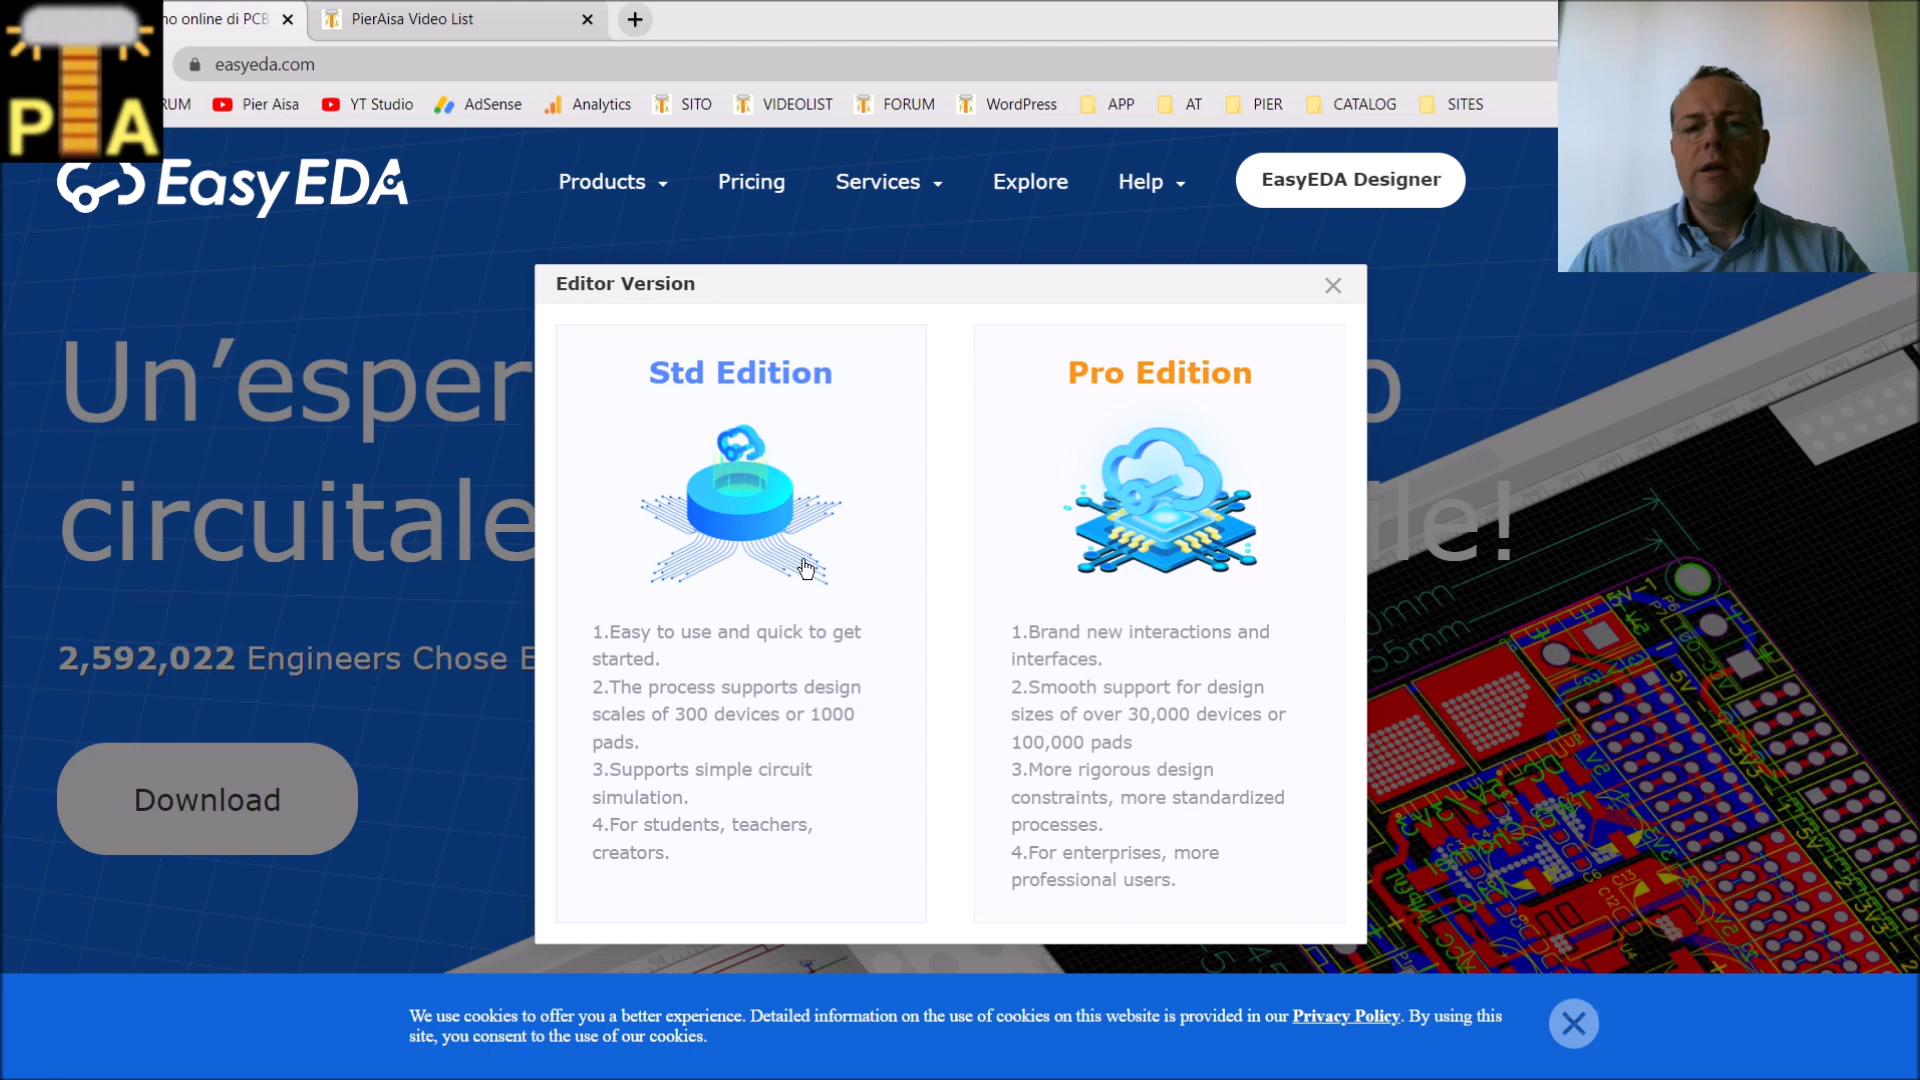 no online di PCB
PierAisa Video List
easyeda.com
RUM
Pier Aisa
YT Studio
AdSense
Analytics
SITO
VIDEOLIST
FORUM
WordPress
APP
AT
PIER
CATALOG
SITES
P A
EasyEDA
Products
Pricing
Services
Explore
Help
EasyEDA Designer
Editor Version
Un'esper
circuitale
ile!
2,592,022 Engineers Chose E
Download
Std Edition
1.Easy to use and quick to get
started.
2.The process supports design
scales of 300 devices or 1000
pads.
3.Supports simple circuit
simulation.
4.For students, teachers,
creators.
Pro Edition
1.Brand new interactions and
interfaces.
2.Smooth support for design
sizes of over 30,000 devices or
100,000 pads
3.More rigorous design
constraints, more standardized
processes.
4.For enterprises, more
professional users.
We use cookies to offer you a better experience. Detailed information on the use of cookies on this website is provided in our Privacy Policy. By using this
site, you consent to the use of our cookies.